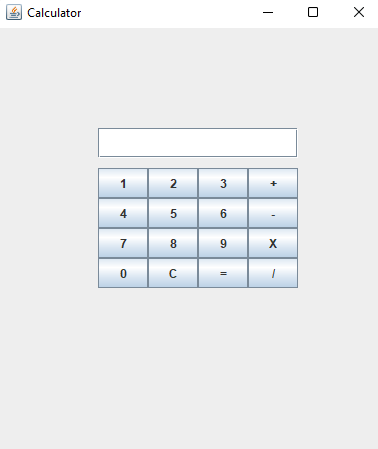 Calculator
1 2 3 +
4 5 6 -
7 8 9 X
0 C = /